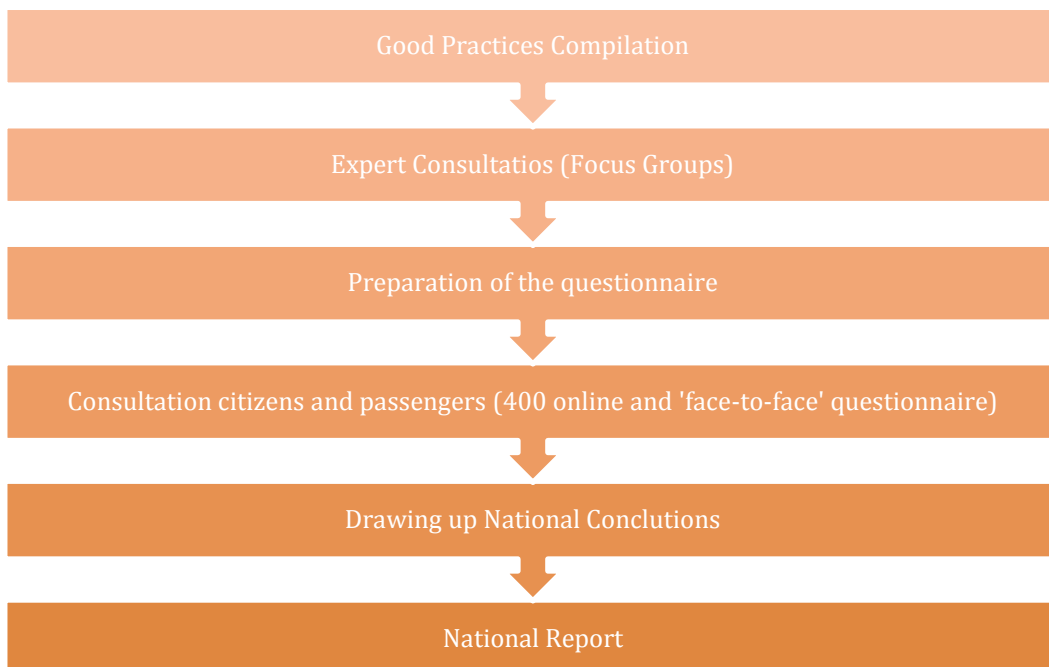 Good Practices Compilation
Expert Consultatios (Focus Groups)
Preparation of the questionnaire
Consultation citizens and passengers (400 online and 'face-to-face' questionnaire)
Drawing up National Conclutions
National Report